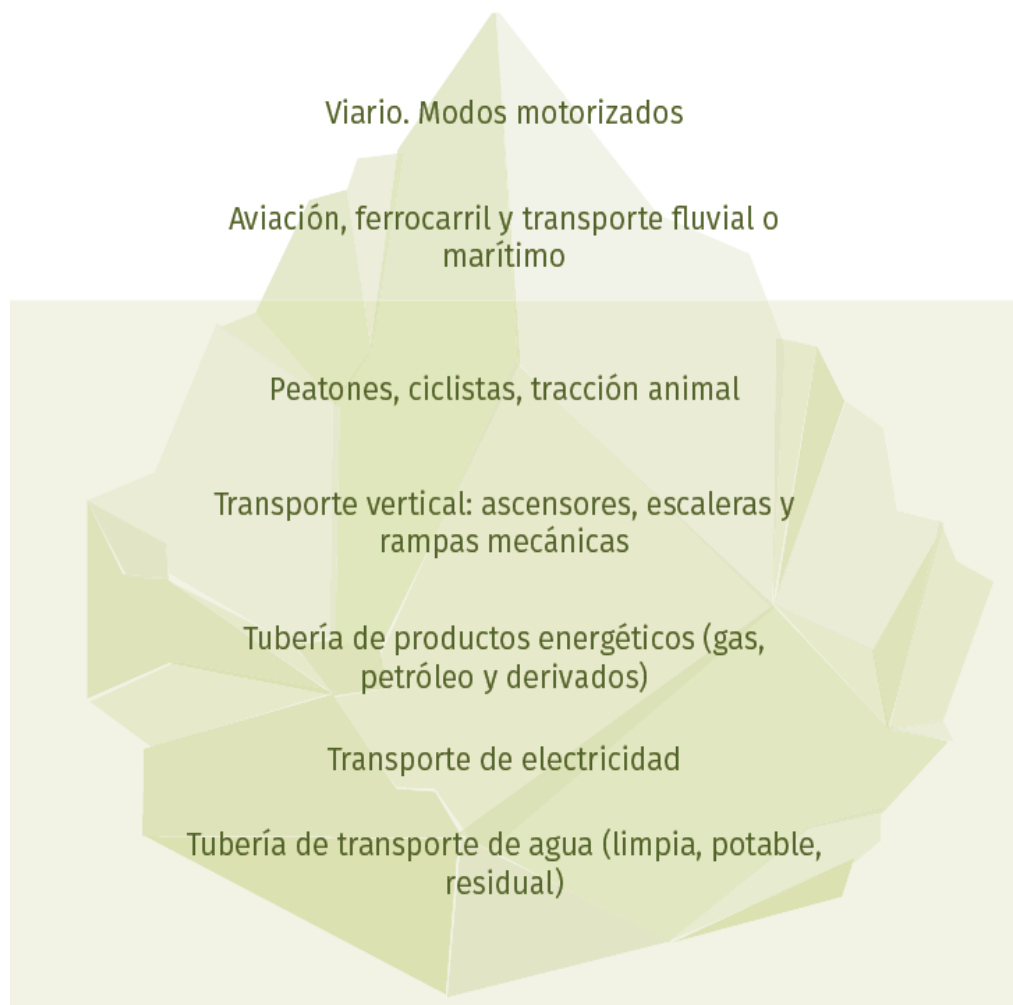 Viario. Modos motorizados
Aviación, ferrocarril y transporte fluvial o
marítimo
Peatones, ciclistas, tracción animal
Transporte vertical: ascensores, escaleras y
rampas mecánicas
Tubería de productos energéticos (gas,
petróleo y derivados)
Transporte de electricidad
Tubería de transporte de agua (limpia, potable,
residual)